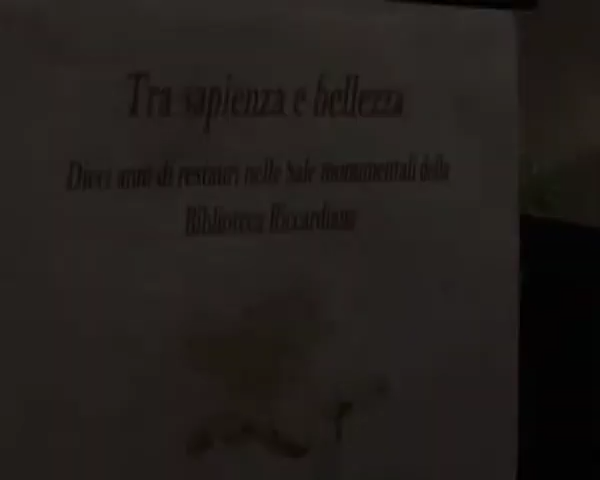 Tra sapienza e bellezza
Dieci anni di restauri nelle Sale monumentali della
Biblioteca Riccardiana